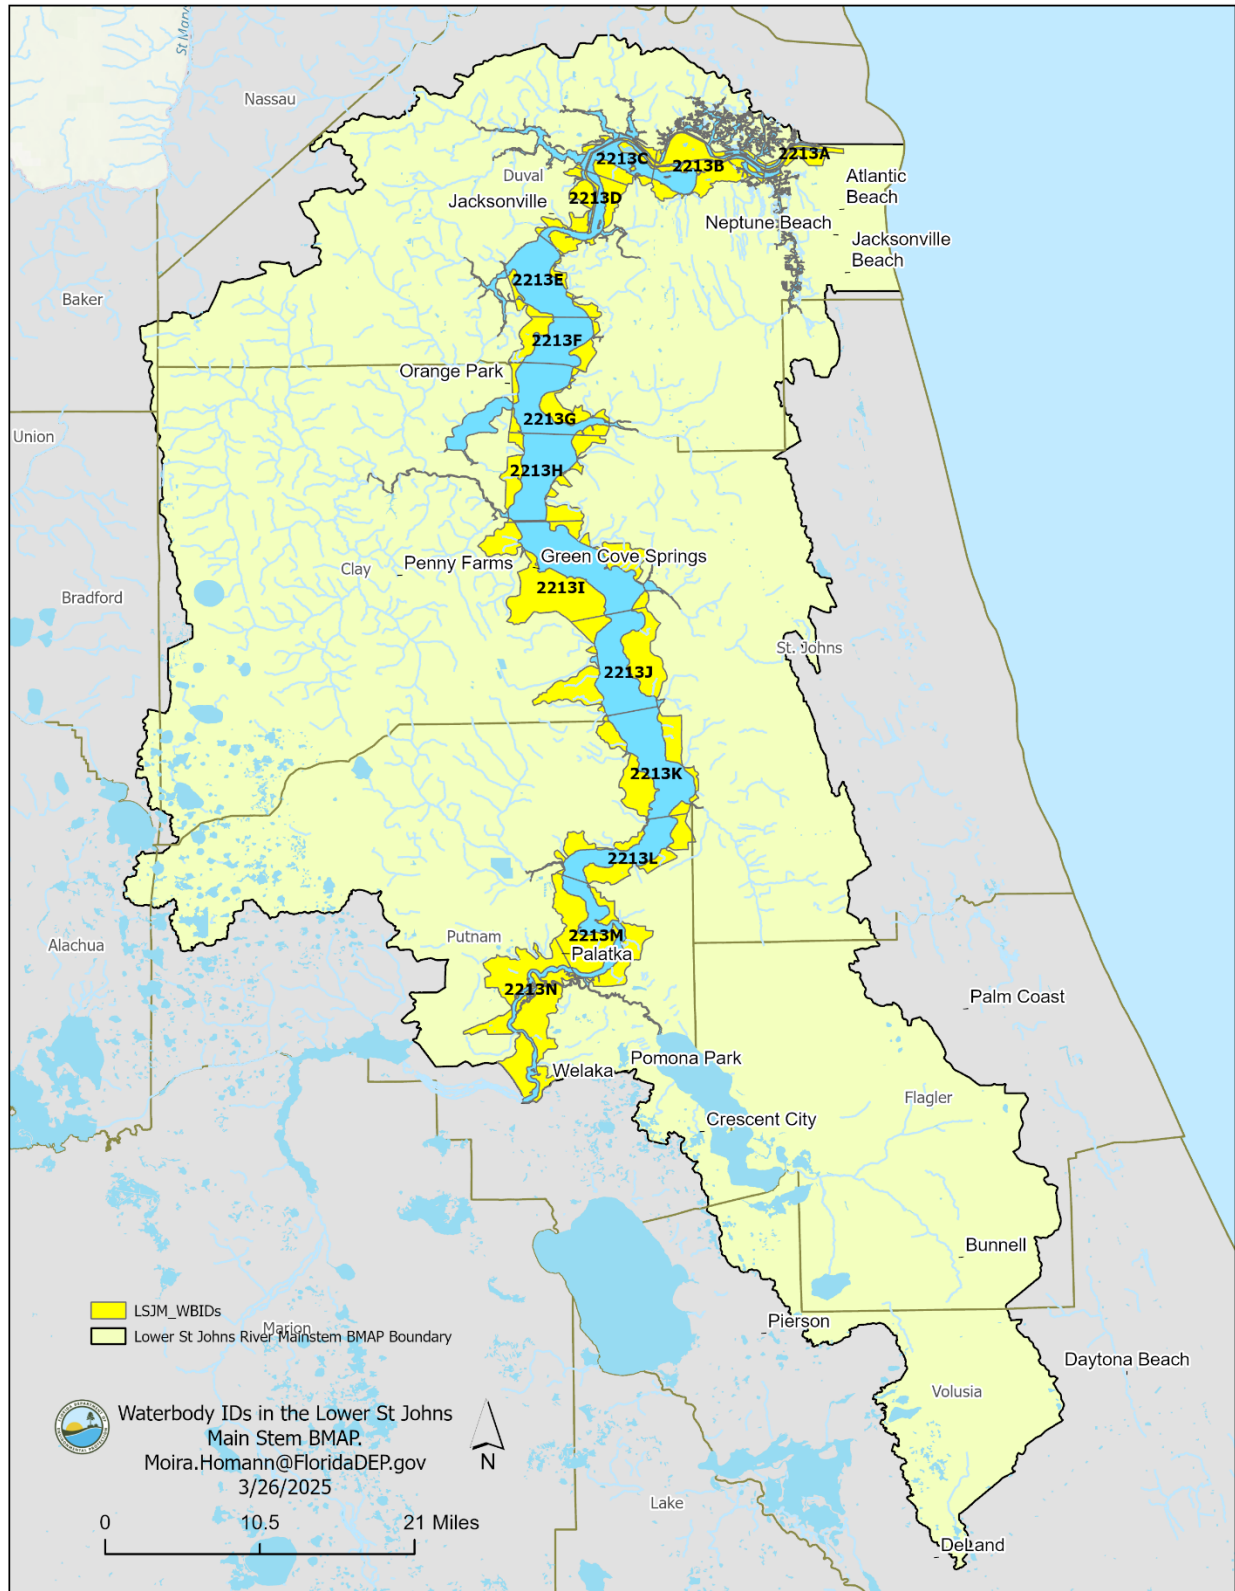 St Mary
Nassau
2213C
2213B
2213A
Duval
Atlantic
Beach
2213D
Jacksonville
Neptune Beach
Jacksonville
Beach
2213E
Baker
2213F
Orange Park
2213G
Union
2213H
Green Cove Springs
Penny Farms
Clay
2213I
Bradford
St. Johns
2213J
2213K
2213L
Putnam
2213M
Alachua
Palatka
2213N
Palm Coast
Pomona Park
Welaka
Flagler
Crescent City
Bunnell
LSJM_WBIDs
Marion
Lower St Johns River Mainstem BMAP Boundary
Pierson
Daytona Beach
Volusia
Waterbody IDs in the Lower St Johns
Main Stem BMAP.
Moira.Homann@FloridaDEP.gov
3/26/2025
N
Lake
0 10.5 21 Miles
DeLand